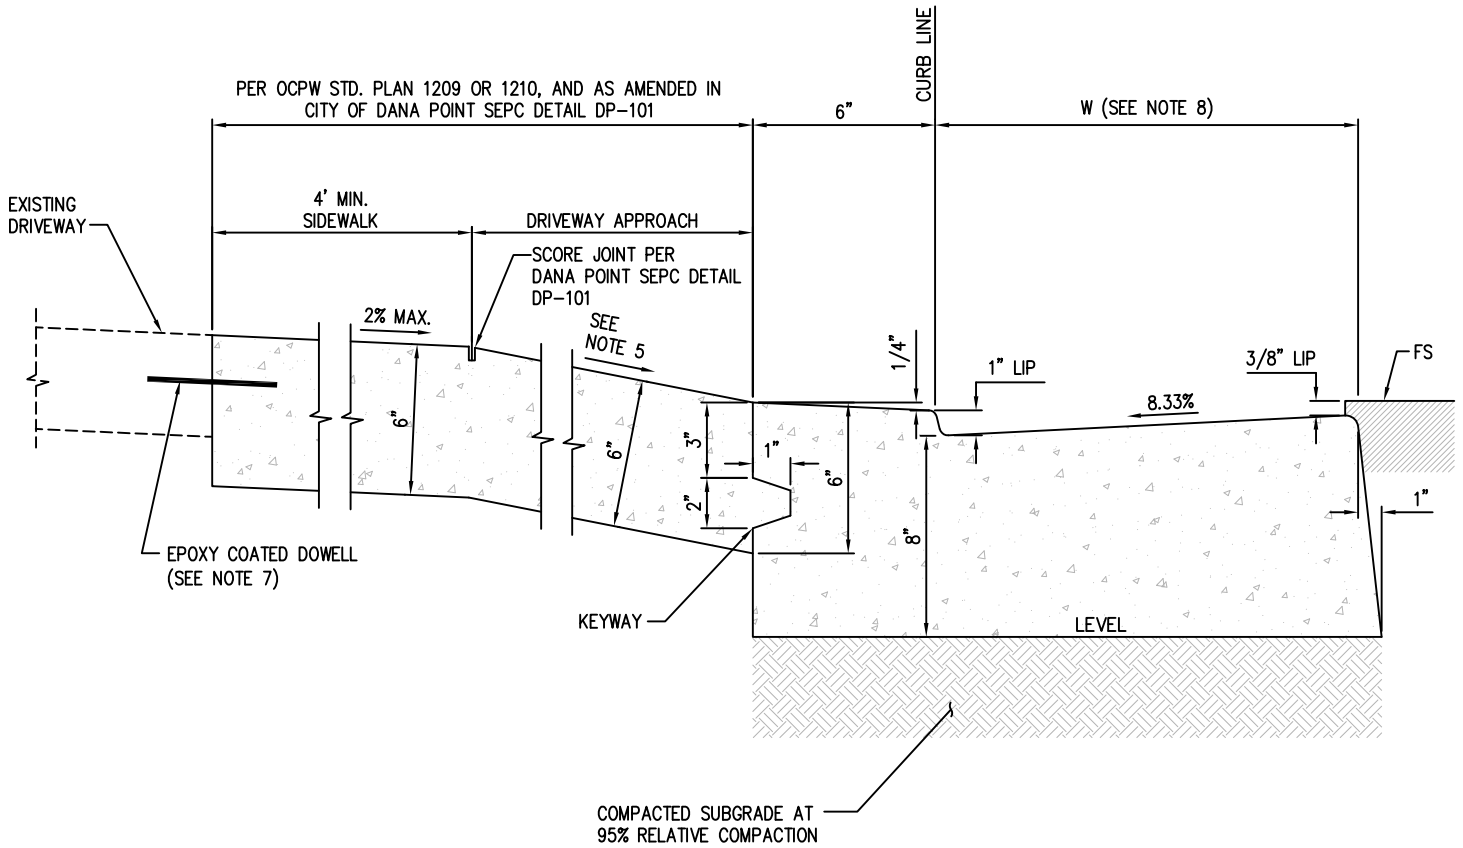 CURB LINE
PER OCPW STD. PLAN 1209 OR 1210, AND AS AMENDED IN
CITY OF DANA POINT SEPC DETAIL DP-101
6"
W (SEE NOTE 8)
EXISTING
DRIVEWAY
4' MIN.
SIDEWALK
DRIVEWAY APPROACH
SCORE JOINT PER
DANA POINT SEPC DETAIL
DP-101
2% MAX.
SEE
NOTE 5
1/4"
1" LIP
3/8" LIP
FS
8.33%
6"
6"
3"
1"
6"
2"
8"
1"
EPOXY COATED DOWELL
(SEE NOTE 7)
KEYWAY
LEVEL
COMPACTED SUBGRADE AT
95% RELATIVE COMPACTION